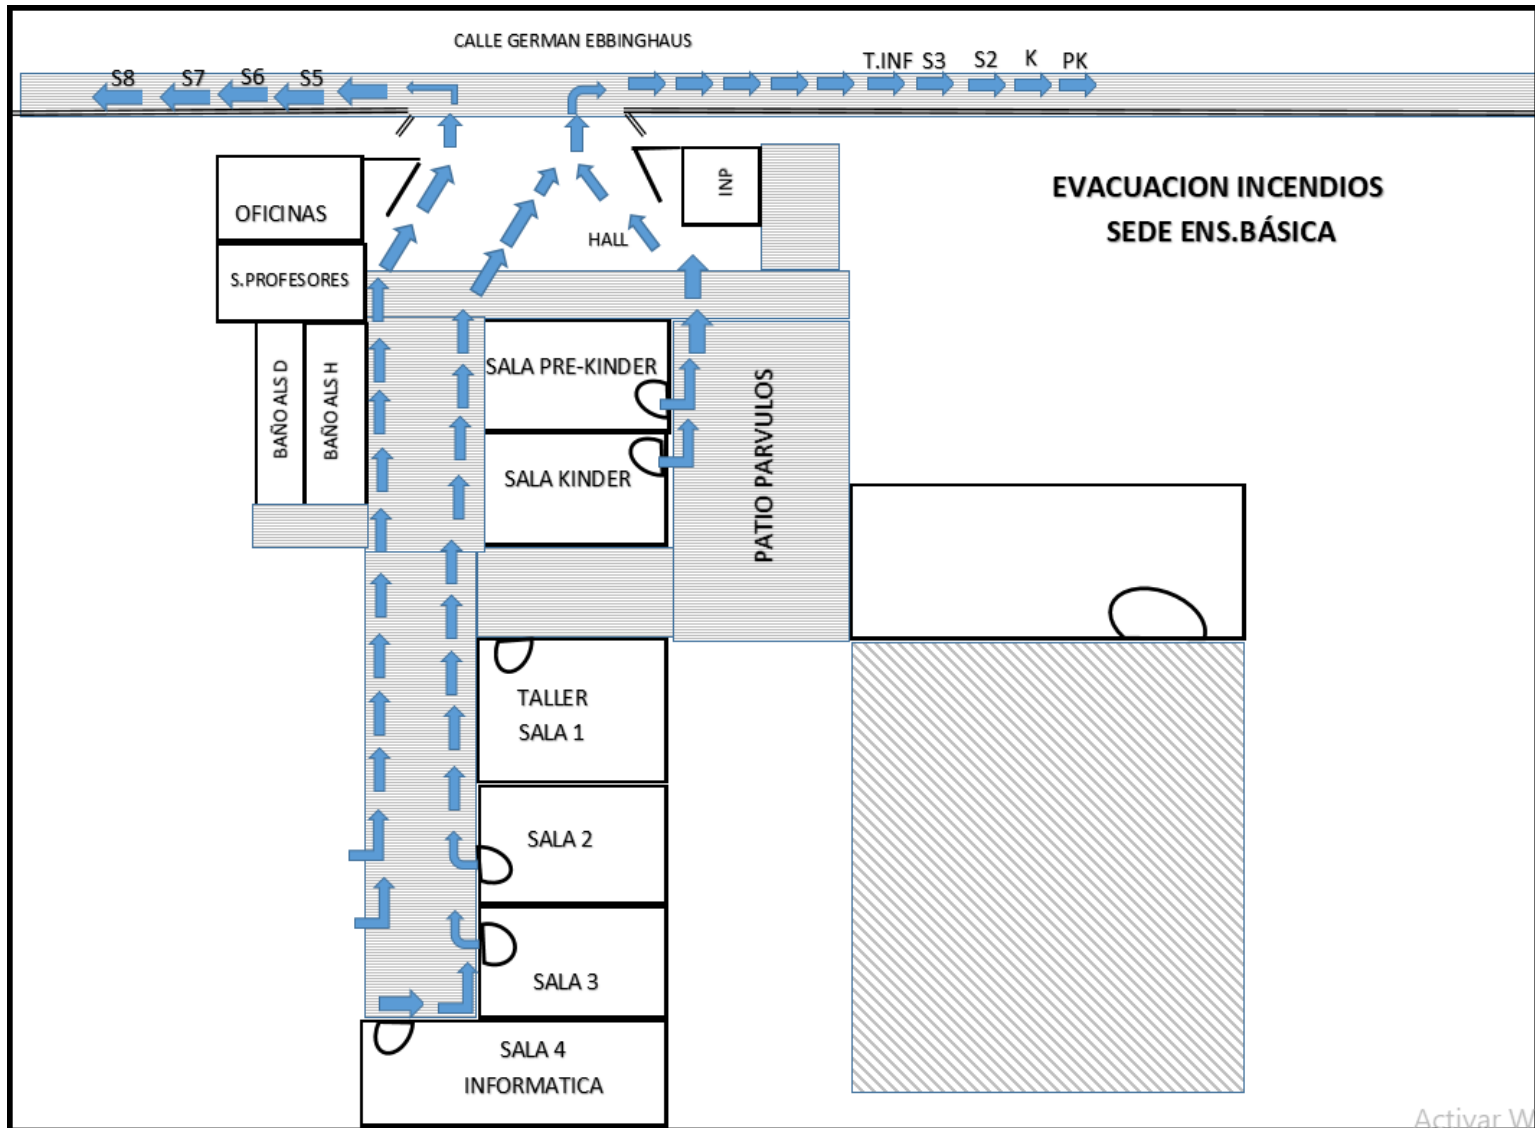 CALLE GERMAN EBBINGHAUS
S8 S7 S6 S5
T.INF S3 S2 K PK
EVACUACION INCENDIOS
SEDE ENS.BÁSICA
OFICINAS
INP
HALL
S.PROFESORES
BAÑO ALS D
BAÑO ALS H
SALA PRE-KINDER
SALA KINDER
PATIO PARVULOS
TALLER
SALA 1
SALA 2
SALA 3
SALA 4
INFORMATICA
Activar W